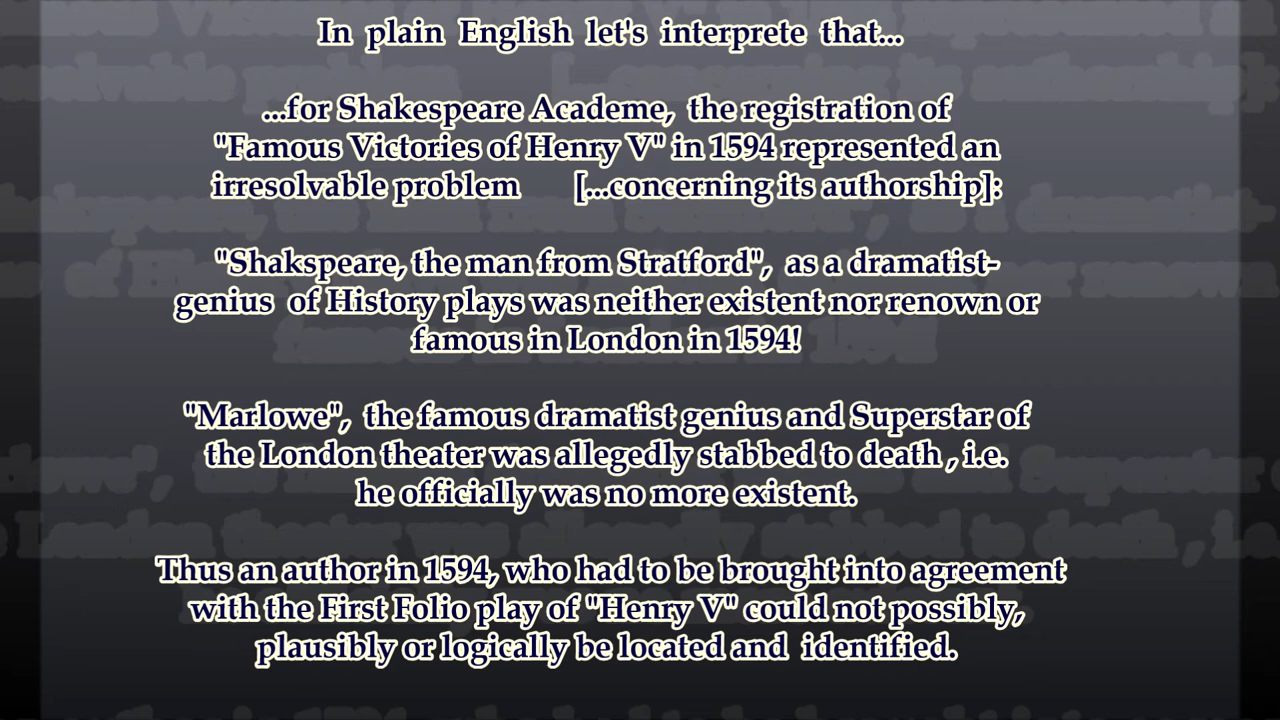 In plain English let's interprete that...
...for Shakespeare Academe, the registration of
"Famous Victories of Henry V" in 1594 represented an
irresolvable problem [...concerning its authorship]:
"Shakspeare, the man from Stratford", as a dramatist-
genius of History plays was neither existent nor renown or
famous in London in 1594!
"Marlowe", the famous dramatist genius and Superstar of
the London theater was allegedly stabbed to death , i.e.
he officially was no more existent.
Thus an author in 1594, who had to be brought into agreement
with the First Folio play of "Henry V" could not possibly,
plausibly or logically be located and identified.